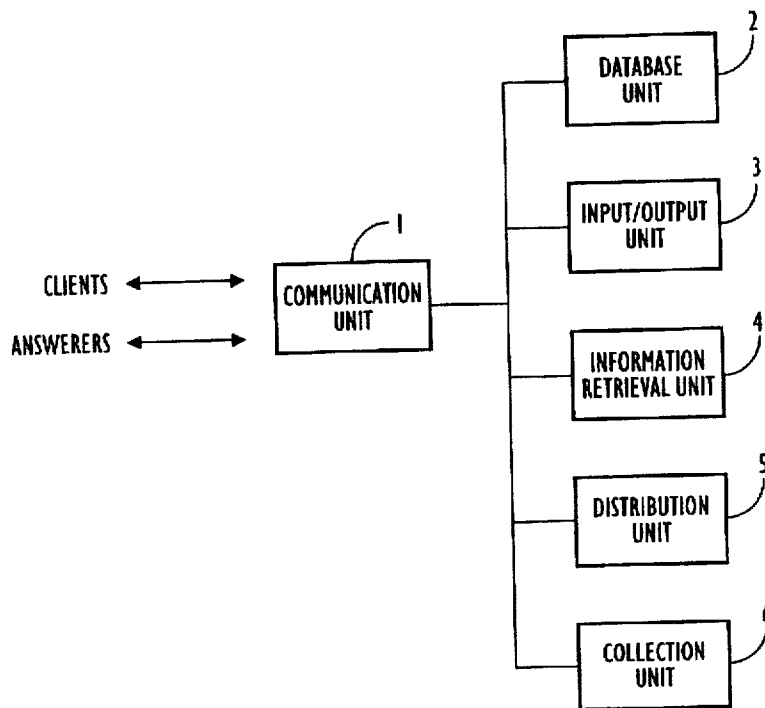 2
DATABASE
UNIT
3
INPUT/OUTPUT
UNIT
1
CLIENTS
COMMUNICATION
UNIT
ANSWERERS
4
INFORMATION
RETRIEVAL UNIT
5
DISTRIBUTION
UNIT
COLLECTION
UNIT